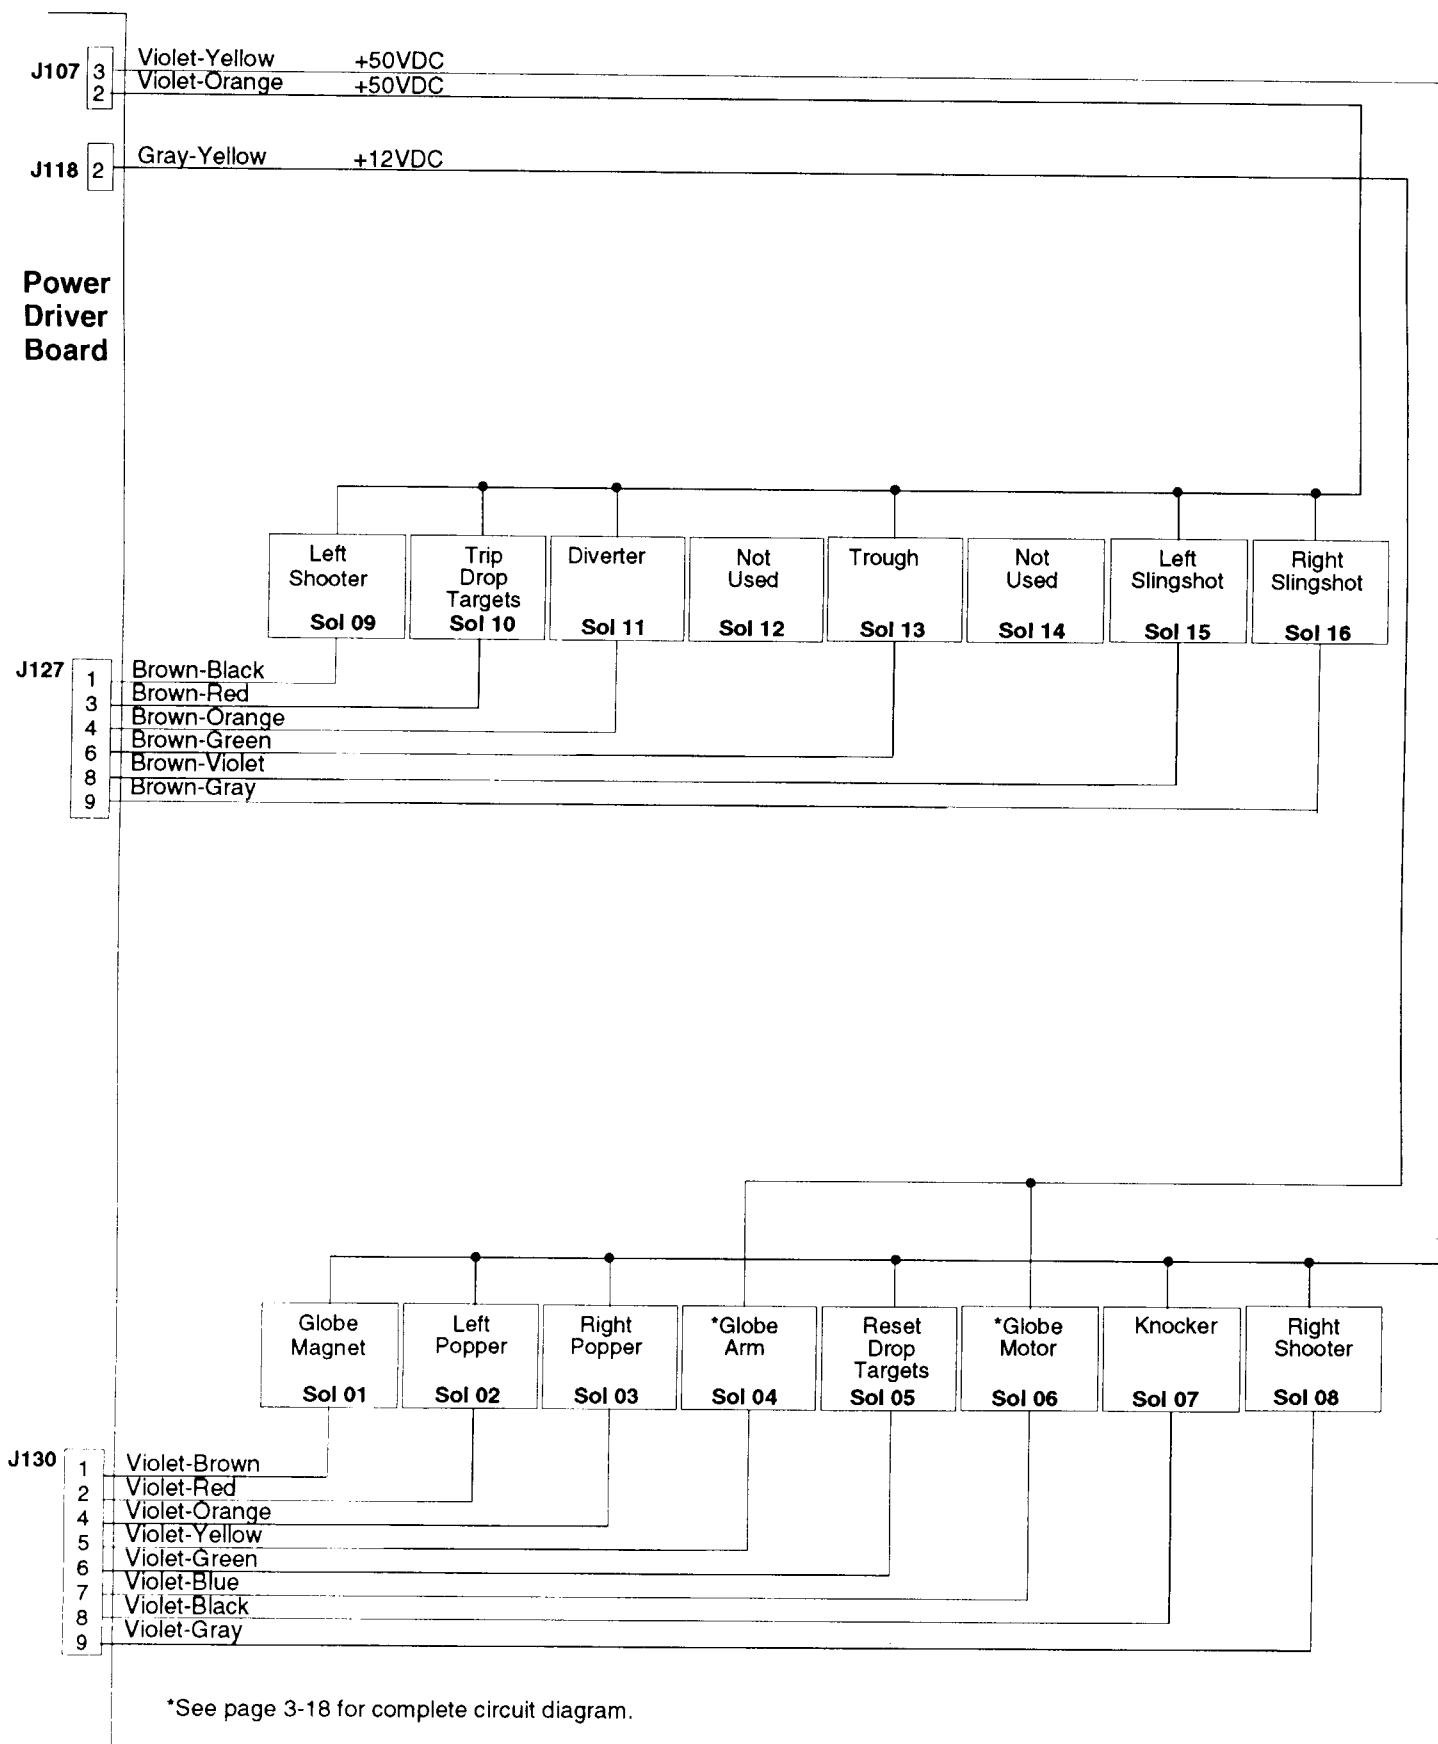 J107
3 Violet-Yellow +50VDC
2 Violet-Orange +50VDC
J118 2 Gray-Yellow +12VDC
Power
Driver
Board
Left
Shooter
Sol 09
Trip
Drop
Targets
Sol 10
Diverter
Sol 11
Not
Used
Sol 12
Trough
Sol 13
Not
Used
Sol 14
Left
Slingshot
Sol 15
Right
Slingshot
Sol 16
J127
1 Brown-Black
3 Brown-Red
4 Brown-Orange
6 Brown-Green
8 Brown-Violet
9 Brown-Gray
Globe
Magnet
Sol 01
Left
Popper
Sol 02
Right
Popper
Sol 03
*Globe
Arm
Sol 04
Reset
Drop
Targets
Sol 05
*Globe
Motor
Sol 06
Knocker
Sol 07
Right
Shooter
Sol 08
J130
1 Violet-Brown
2 Violet-Red
4 Violet-Orange
5 Violet-Yellow
6 Violet-Green
7 Violet-Blue
8 Violet-Black
9 Violet-Gray
*See page 3-18 for complete circuit diagram.